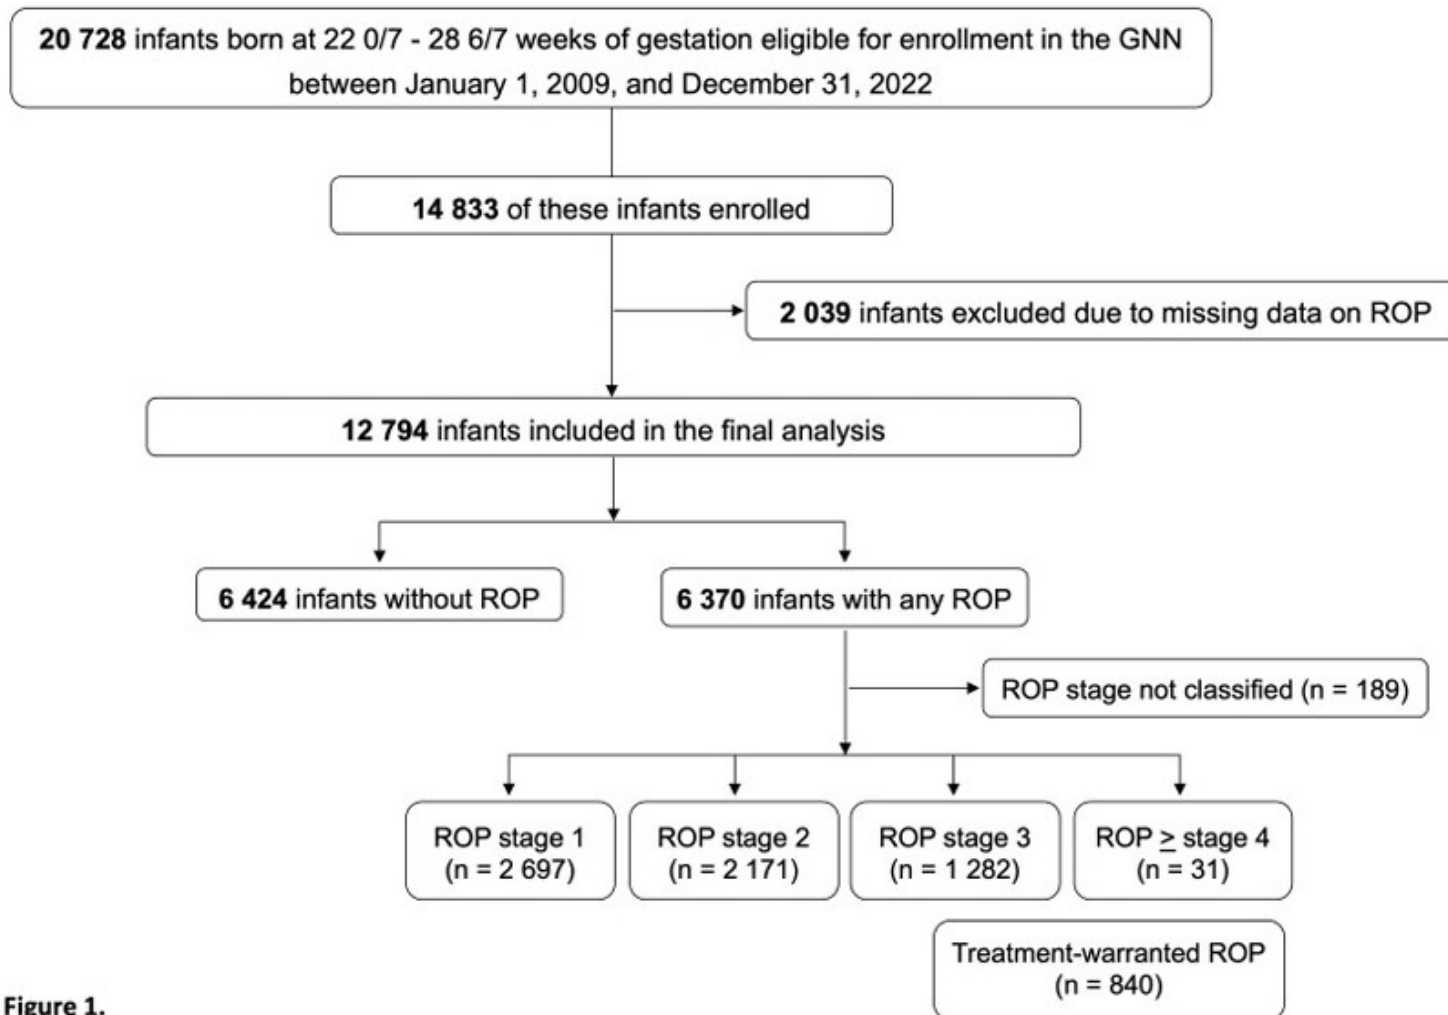 20 728 infants born at 22 0/7 - 28 6/7 weeks of gestation eligible for enrollment in the GNN
between January 1, 2009, and December 31, 2022
14 833 of these infants enrolled
2 039 infants excluded due to missing data on ROP
12 794 infants included in the final analysis
6 424 infants without ROP
6 370 infants with any ROP
ROP stage not classified (n = 189)
ROP stage 1
(n = 2 697)
ROP stage 2
(n = 2 171)
ROP stage 3
(n = 1 282)
ROP ≥ stage 4
(n = 31)
Treatment-warranted ROP
(n = 840)
Figure 1.